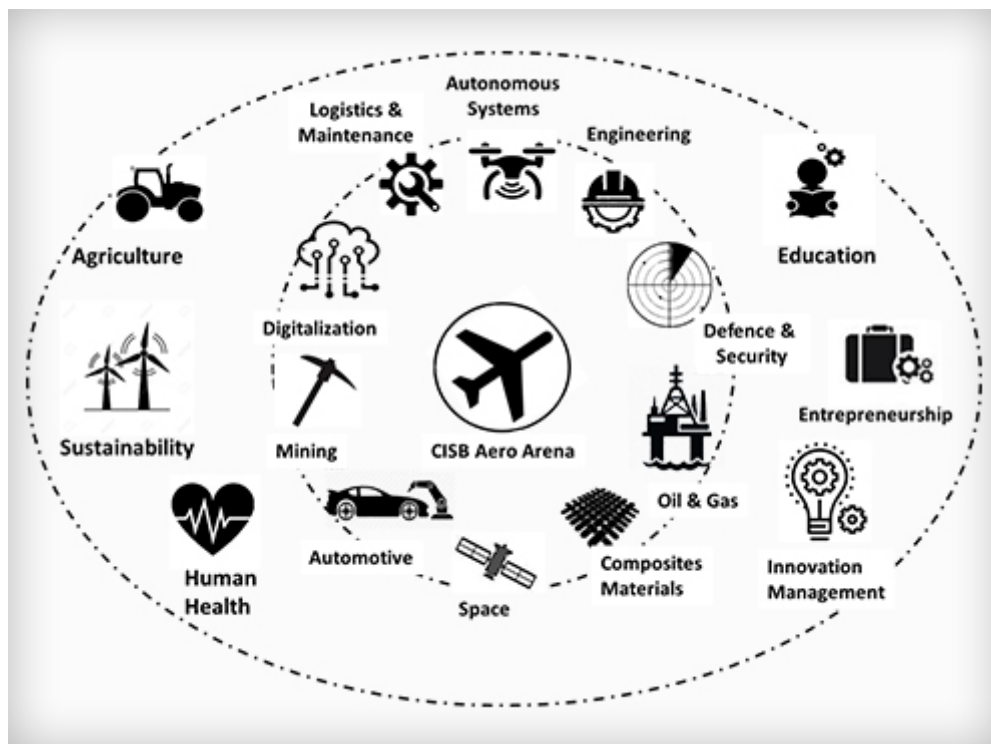 Autonomous
Systems
Logistics &
Maintenance
Engineering
Agriculture
Education
Digitalization
Defence &
Security
Sustainability
Mining
CISB Aero Arena
Entrepreneurship
Oil & Gas
Automotive
Composites
Materials
Innovation
Management
Human
Health
Space